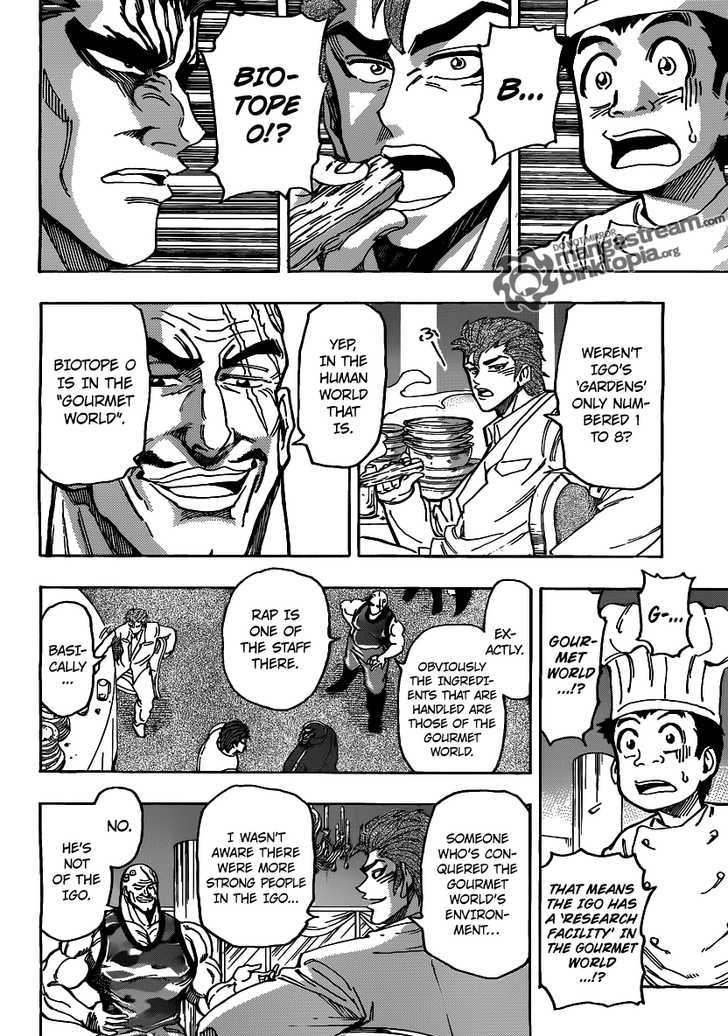 B...
BIO-
TOPE
0!?
DO NOT MIRROR
mangastream.com
binktopia.org
WEREN'T
IGO'S
'GARDENS'
ONLY NUM-
BERED 1
TO 8?
YEP,
IN THE
HUMAN
WORLD
THAT
IS.
BIOTOPE 0
IS IN THE
"GOURMET
WORLD".
G-...
GOUR-
MET
WORLD
...!?
THAT MEANS
THE IGO HAS
A 'RESEARCH
FACILITY' IN
THE GOURMET
WORLD
...!?
EX-
ACTLY.
OBVIOUSLY
THE INGREDI-
ENTS THAT ARE
HANDLED ARE
THOSE OF THE
GOURMET
WORLD.
RAP IS
ONE OF
THE STAFF
THERE.
BASI-
CALLY
...
SOMEONE
WHO'S CON-
QUERED THE
GOURMET
WORLD'S
ENVIRON-
MENT...
I WASN'T
AWARE THERE
WERE MORE
STRONG PEOPLE
IN THE IGO...
NO.
HE'S
NOT OF
THE IGO.